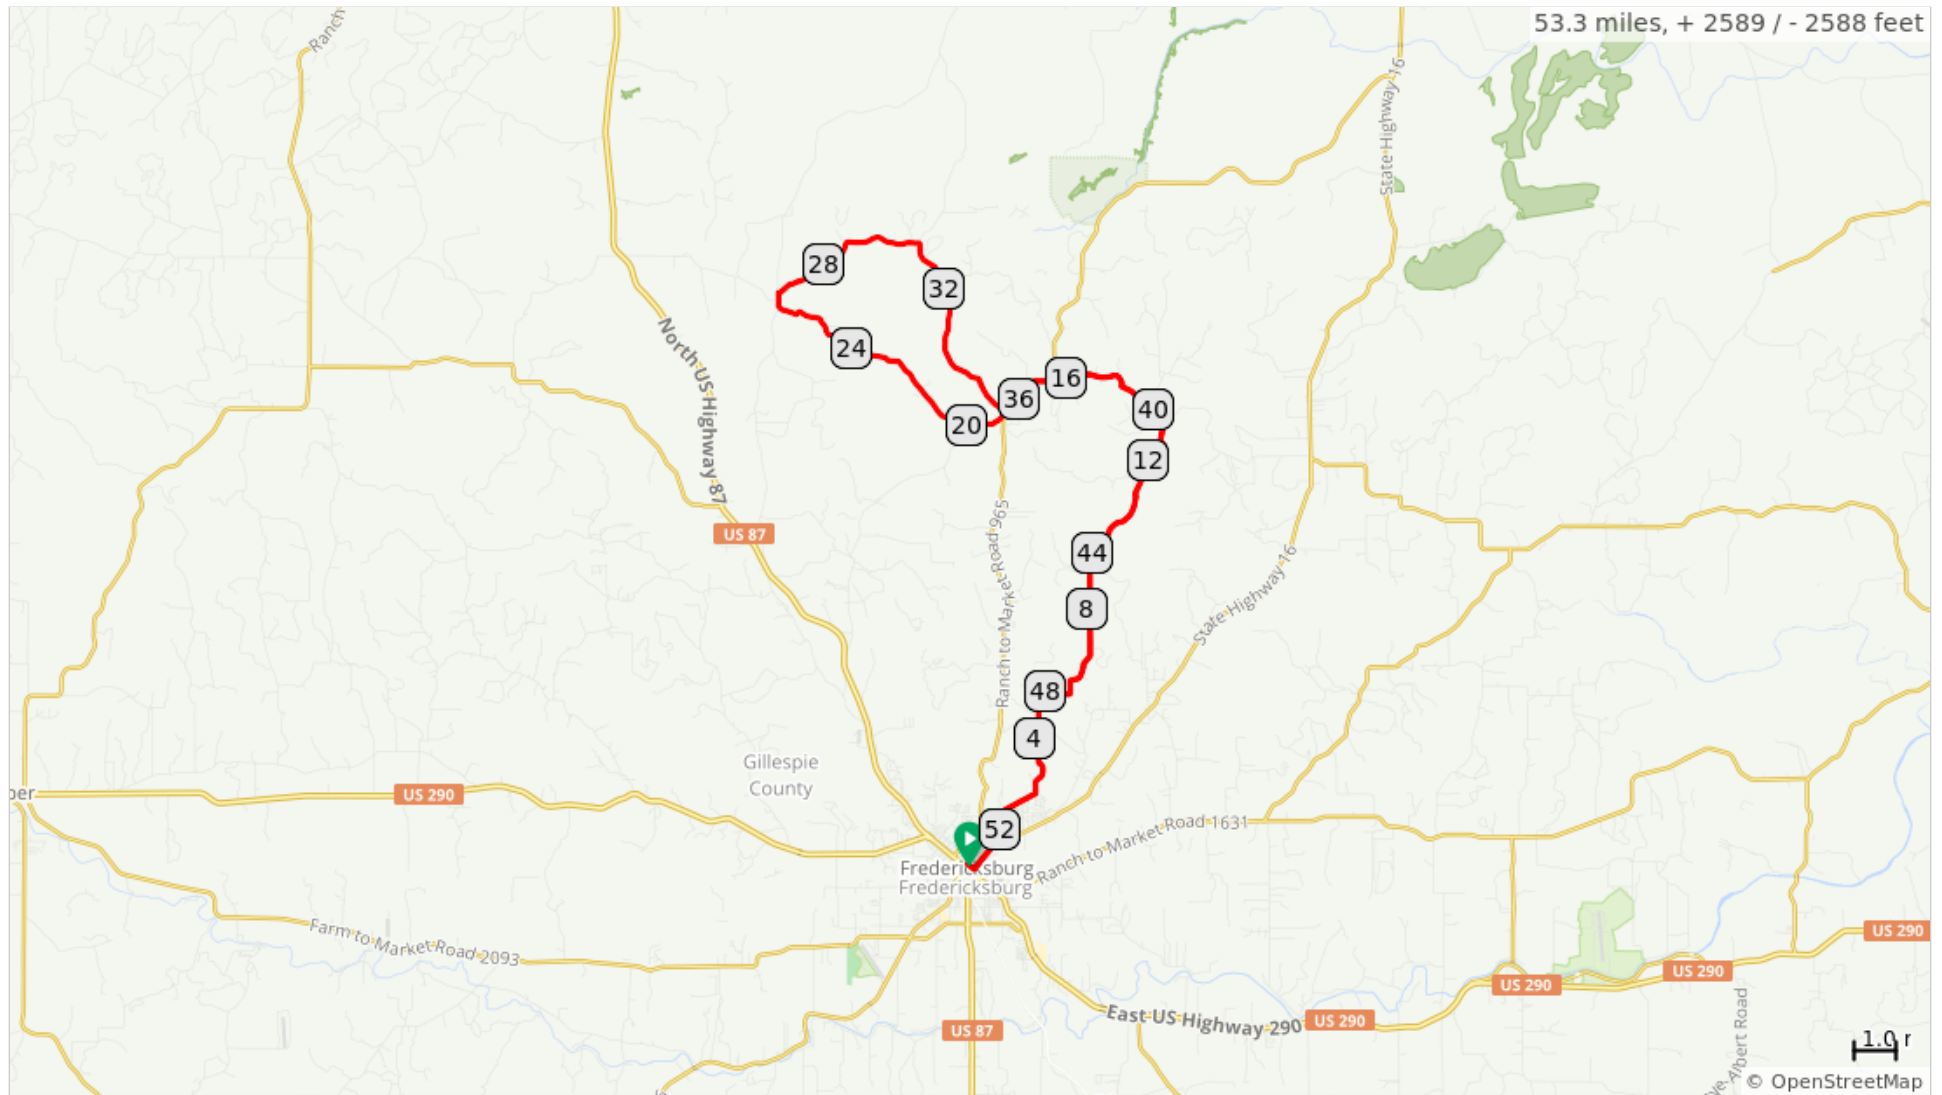 53.3 miles, + 2589 / - 2588 feet
Ranch
State Highway 16
28
32
North US Highway 87
24
16
36
40
20
12
US 87
Ranch to Market Road 965
44
State Highway 16
8
48
4
Gillespie
County
per
US 290
52
Ranch to Market Road 1631
Fredericksburg
Fredericksburg
Farm to Market Road 2093
US 290
US 290
US 290
East US Highway 290
US 290
US 87
Albert Road
1.0 r
© OpenStreetMap